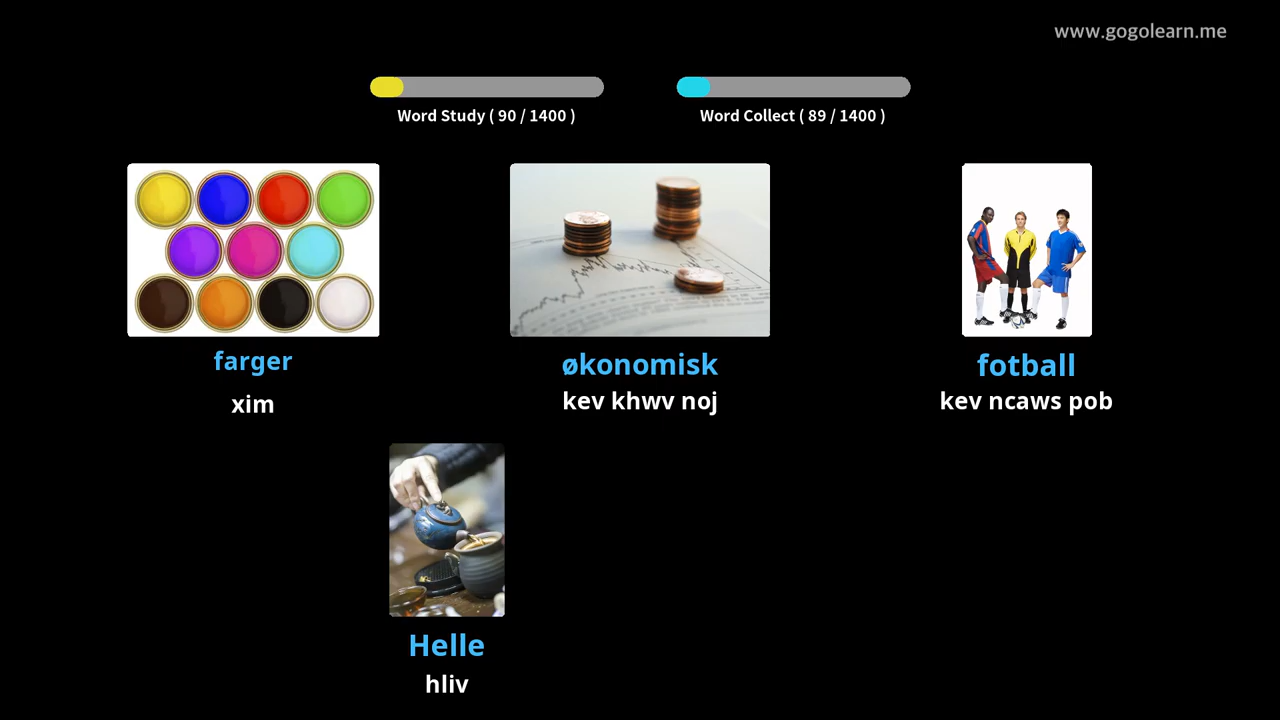 www.gogolearn.me
Word Study ( 90 / 1400 )
Word Collect ( 89 / 1400 )
farger
xim
økonomisk
kev khwv noj
fotball
kev ncaws pob
Helle
hliv